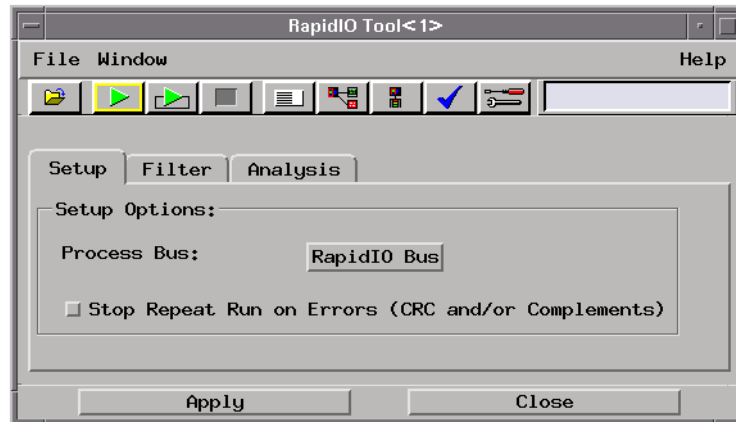 RapidIO Tool<1>
File Window Help
Setup Filter Analysis
Setup Options:
Process Bus: RapidIO Bus
Stop Repeat Run on Errors (CRC and/or Complements)
Apply Close